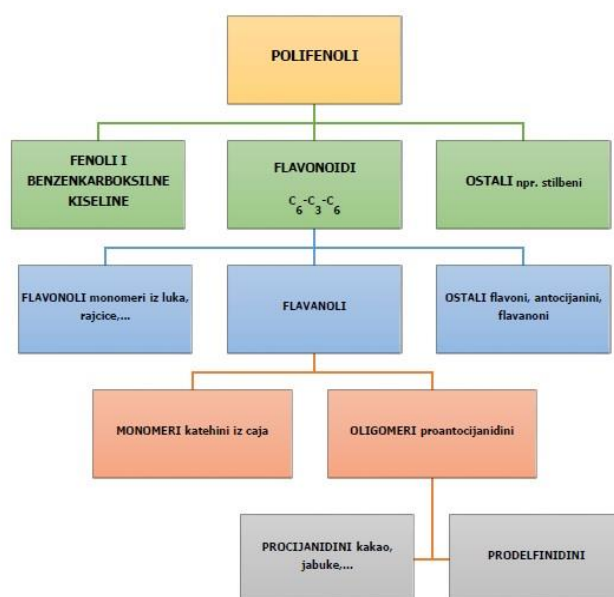 POLIFENOLI
FENOLI I
BENZENKARBOKSILNE
KISELINE
FLAVONOIDI
C6-C3-C6
OSTALI npr. stilbeni
FLAVONOLI monomeri iz luka,
rajcice,...
FLAVANOLI
OSTALI flavoni, antocijanini,
flavanoni
MONOMERI katehini iz caja
OLIGOMERI proantocijanidini
PROCIJANIDINI kakao,
jabuke,...
PRODELFINIDINI